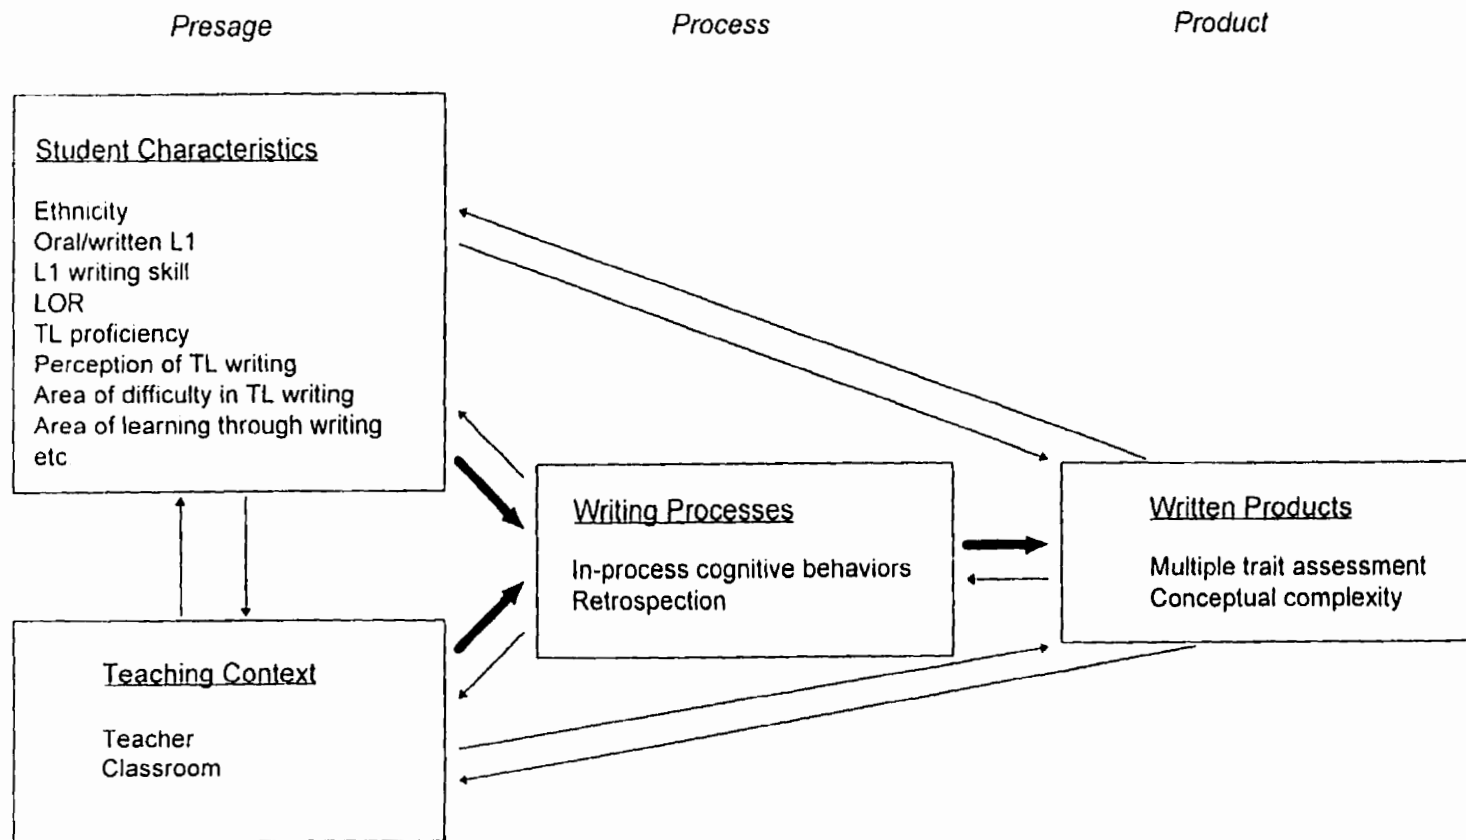 Presage
Process
Product
Student Characteristics
Ethnicity
Oral/written L1
L1 writing skill
LOR
TL proficiency
Perception of TL writing
Area of difficulty in TL writing
Area of learning through writing
etc
Writing Processes
In-process cognitive behaviors
Retrospection
Written Products
Multiple trait assessment
Conceptual complexity
Teaching Context
Teacher
Classroom